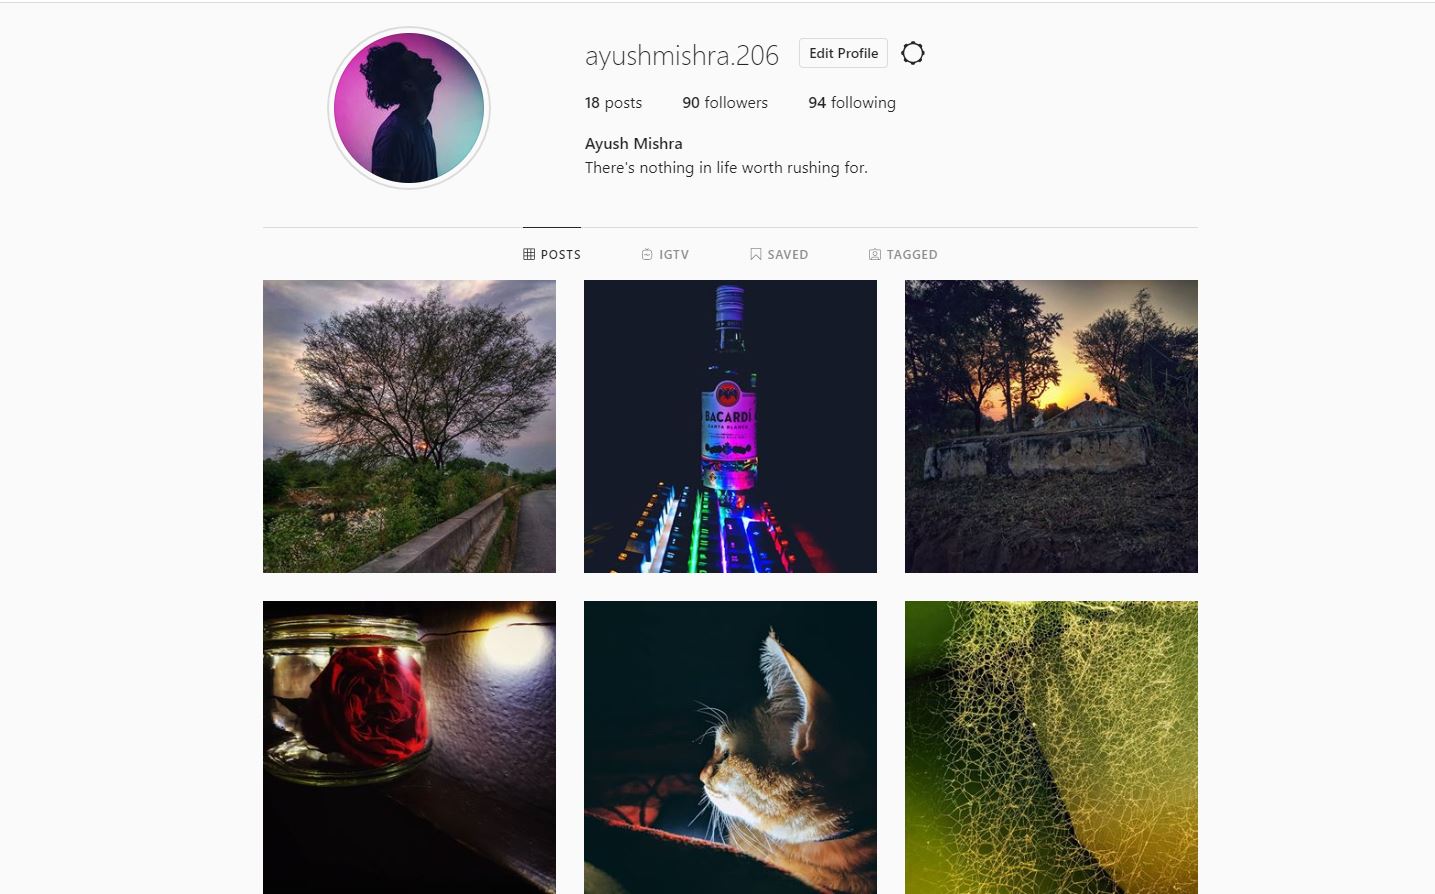 ayushmishra.206 Edit Profile
18 posts 90 followers 94 following
Ayush Mishra
There's nothing in life worth rushing for.
POSTS IGTV SAVED TAGGED
BACARDÍ
CARTA BLANCA